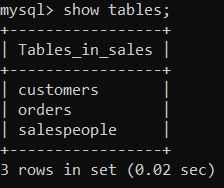 mysql> show tables;
+-----------------+
| Tables_in_sales |
+-----------------+
| customers       |
| orders          |
| salespeople     |
+-----------------+
3 rows in set (0.02 sec)